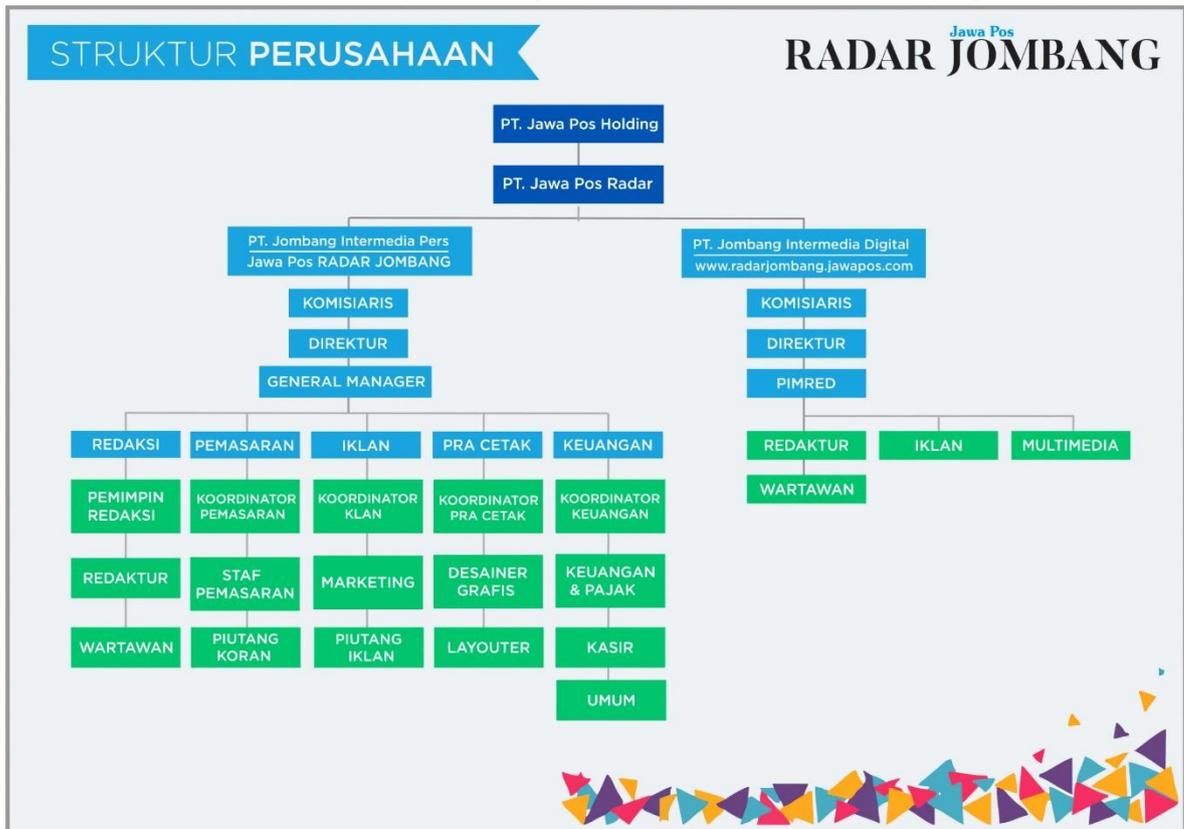 STRUKTUR PERUSAHAAN
Jawa Pos
RADAR JOMBANG
PT. Jawa Pos Holding
PT. Jawa Pos Radar
PT. Jombang Intermedia Pers
Jawa Pos RADAR JOMBANG
PT. Jombang Intermedia Digital
www.radarjombang.jawapos.com
KOMISIARIS
KOMISIARIS
DIREKTUR
DIREKTUR
GENERAL MANAGER
PIMRED
REDAKSI
PEMASARAN
IKLAN
PRA CETAK
KEUANGAN
REDAKTUR
IKLAN
MULTIMEDIA
PEMIMPIN
REDAKSI
KOORDINATOR
PEMASARAN
KOORDINATOR
KLAN
KOORDINATOR
PRA CETAK
KOORDINATOR
KEUANGAN
WARTAWAN
REDAKTUR
STAF
PEMASARAN
MARKETING
DESAINER
GRAFIS
KEUANGAN
& PAJAK
WARTAWAN
PIUTANG
KORAN
PIUTANG
IKLAN
LAYOUTER
KASIR
UMUM